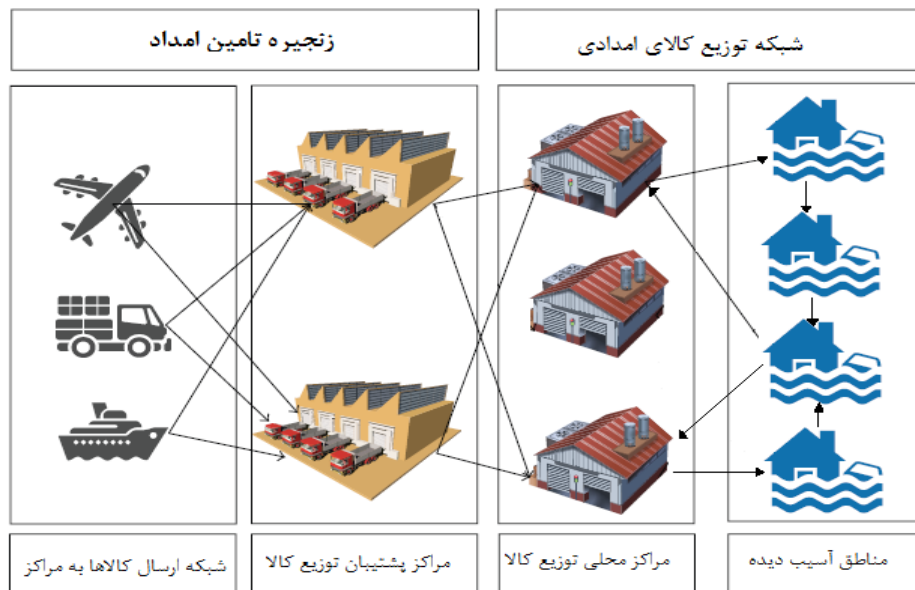 شبکه توزیع کالای امدادی
زنجیره تامین امداد
مناطق آسیب دیده
مراکز محلی توزیع کالا
مراکز پشتیبان توزیع کالا
شبکه ارسال کالاها به مراکز